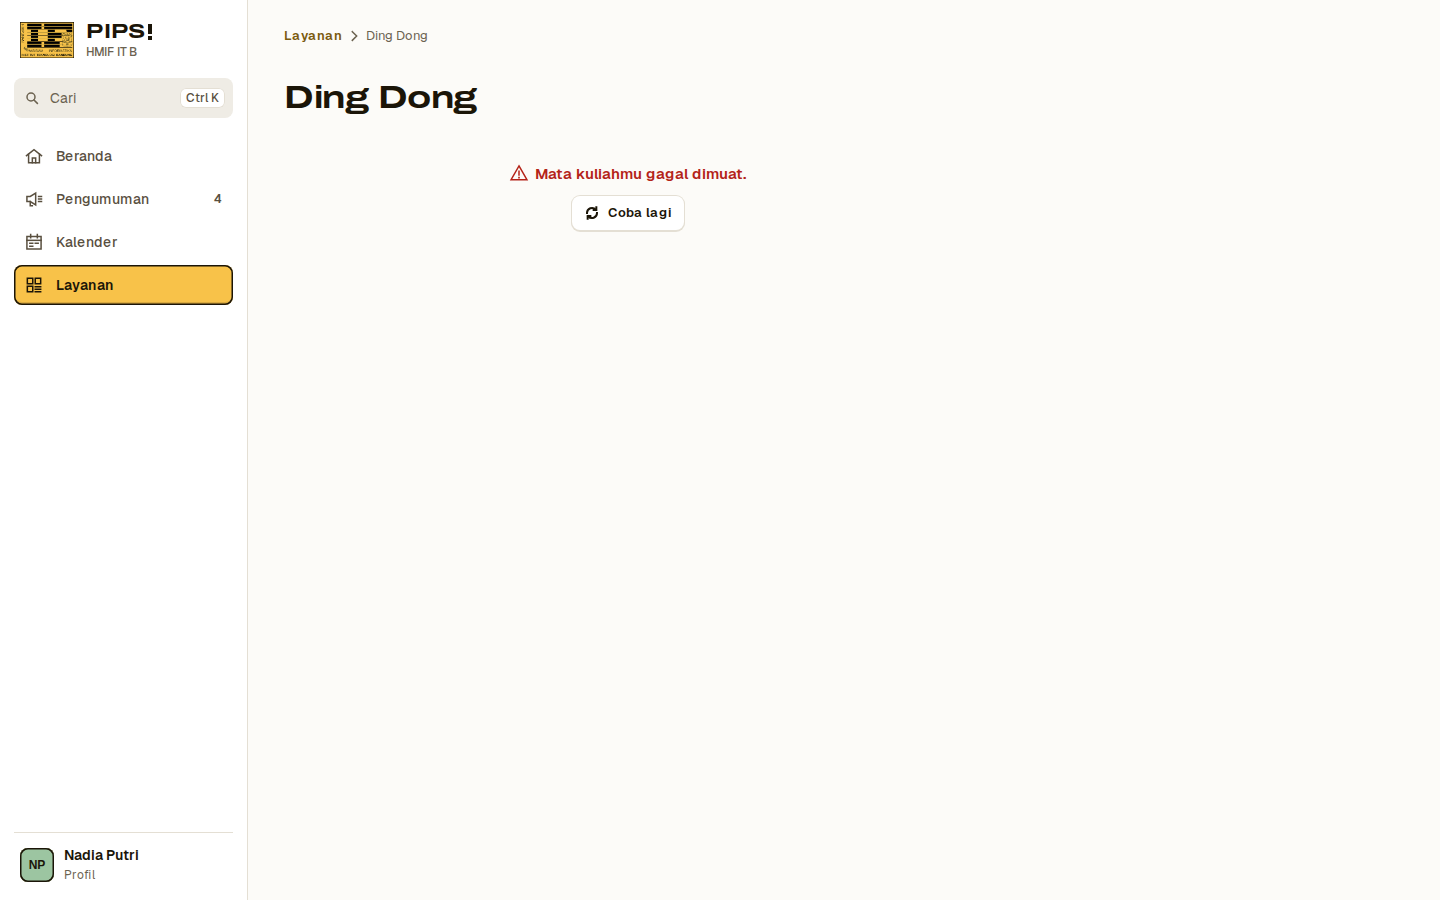 PIPS!
HMIF ITB
Cari
Ctrl K
Beranda
Pengumuman
4
Kalender
Layanan
NP
Nadia Putri
Profil
Layanan
Ding Dong
Ding Dong
Mata kuliahmu gagal dimuat.
Coba lagi